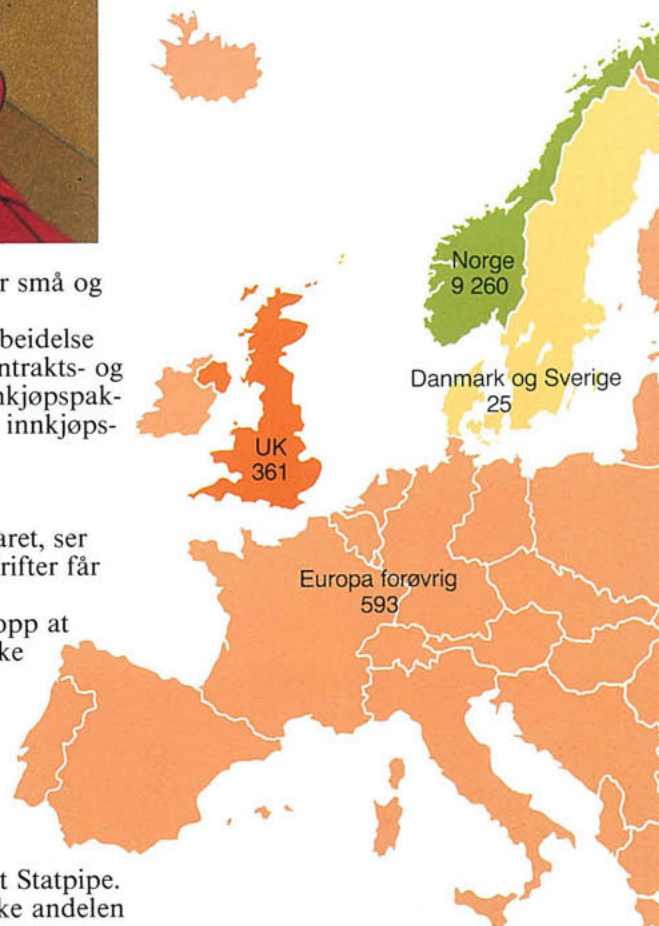 r små og
beidelse
ntrakts- og
nkjøpspak-
innkjøps-
aret, ser
rifter får
opp at
ke
t Statpipe.
ke andelen
Norge
9 260
Danmark og Sverige
25
UK
361
Europa forøvrig
593